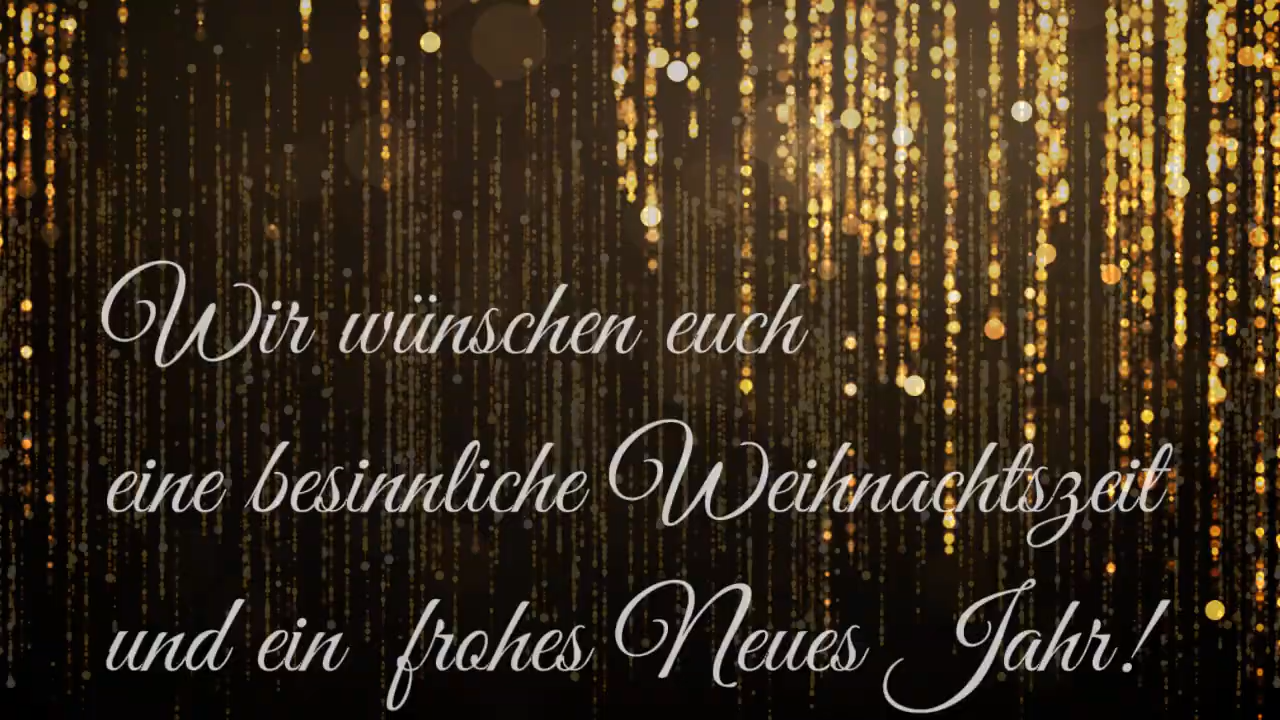 Wir wünschen euch
eine besinnliche Weihnachtszeit
und ein frohes Neues Jahr!